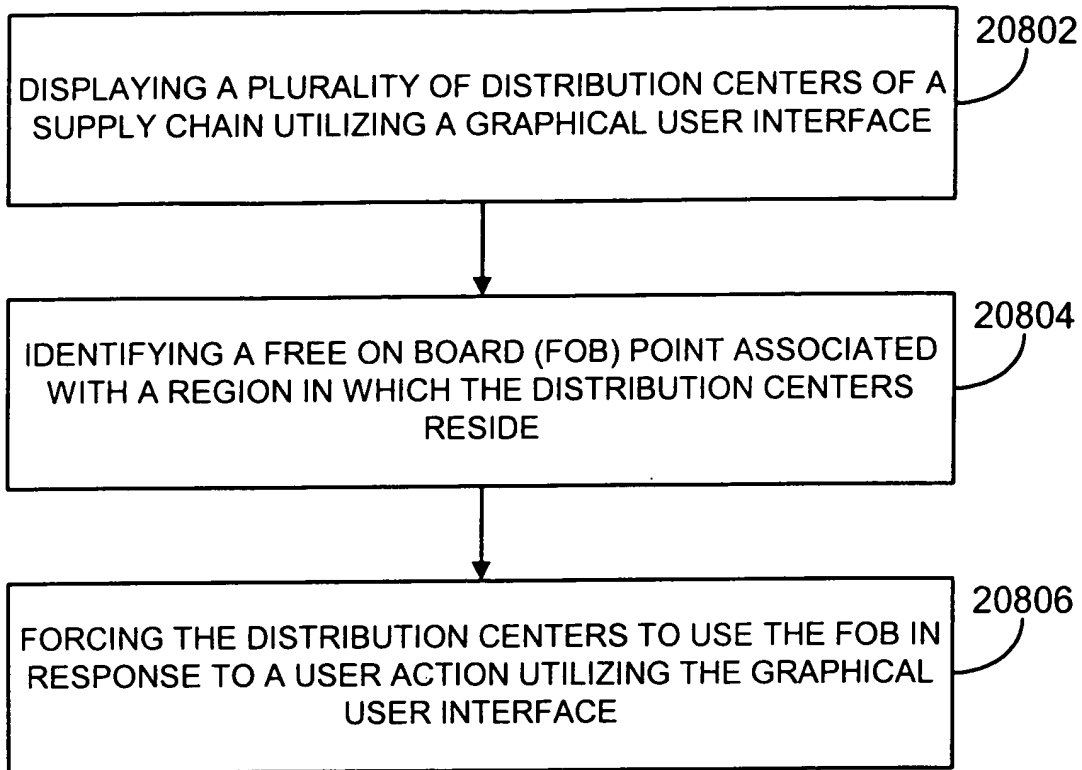 20802
DISPLAYING A PLURALITY OF DISTRIBUTION CENTERS OF A
SUPPLY CHAIN UTILIZING A GRAPHICAL USER INTERFACE
20804
IDENTIFYING A FREE ON BOARD (FOB) POINT ASSOCIATED
WITH A REGION IN WHICH THE DISTRIBUTION CENTERS
RESIDE
20806
FORCING THE DISTRIBUTION CENTERS TO USE THE FOB IN
RESPONSE TO A USER ACTION UTILIZING THE GRAPHICAL
USER INTERFACE